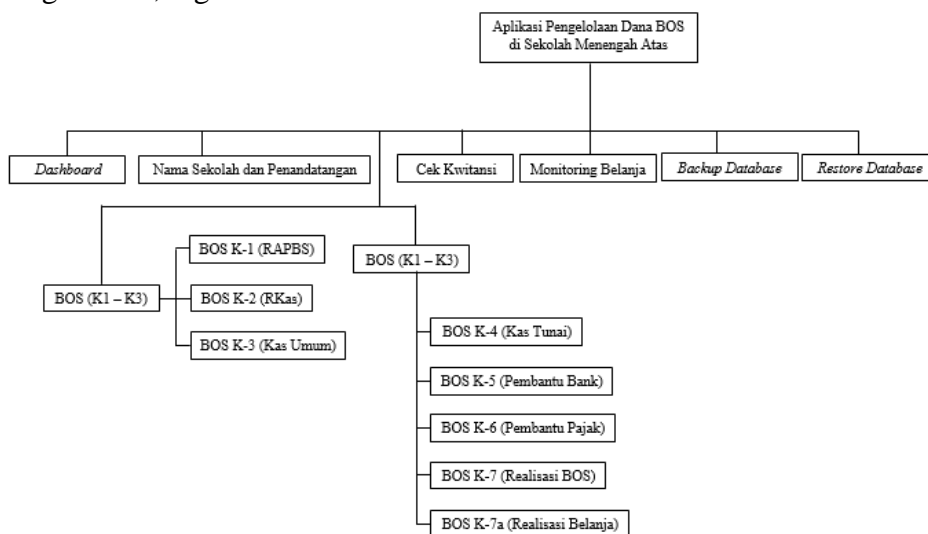 Aplikasi Pengelolaan Dana BOS
di Sekolah Menengah Atas
Dashboard
Nama Sekolah dan Penandatangan
Cek Kwitansi
Monitoring Belanja
Backup Database
Restore Database
BOS (K1 – K3)
BOS K-1 (RAPBS)
BOS K-2 (RKas)
BOS K-3 (Kas Umum)
BOS (K1 – K3)
BOS K-4 (Kas Tunai)
BOS K-5 (Pembantu Bank)
BOS K-6 (Pembantu Pajak)
BOS K-7 (Realisasi BOS)
BOS K-7a (Realisasi Belanja)